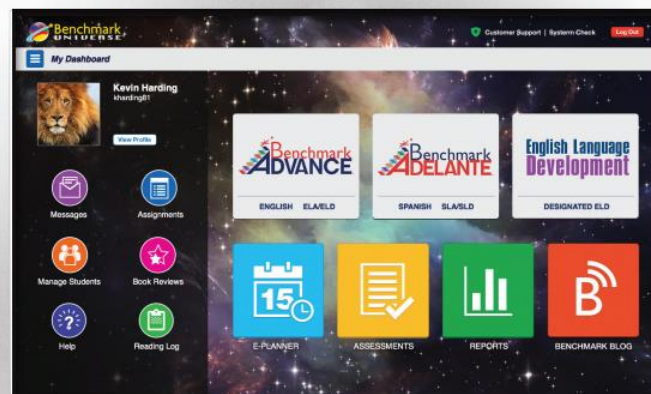 Benchmark
UNIVERSE
Customer Support | System Check
Log Out
My Dashboard
Kevin Harding
kharding81
View Profile
Messages
Assignments
Manage Students
Book Reviews
Help
Reading Log
Benchmark
ADVANCE
ENGLISH ELA/ELD
Benchmark
ADELANTE
SPANISH SLA/SLD
English Language
Development
DESIGNATED ELD
15
E-PLANNER
ASSESSMENTS
REPORTS
B
BENCHMARK BLOG